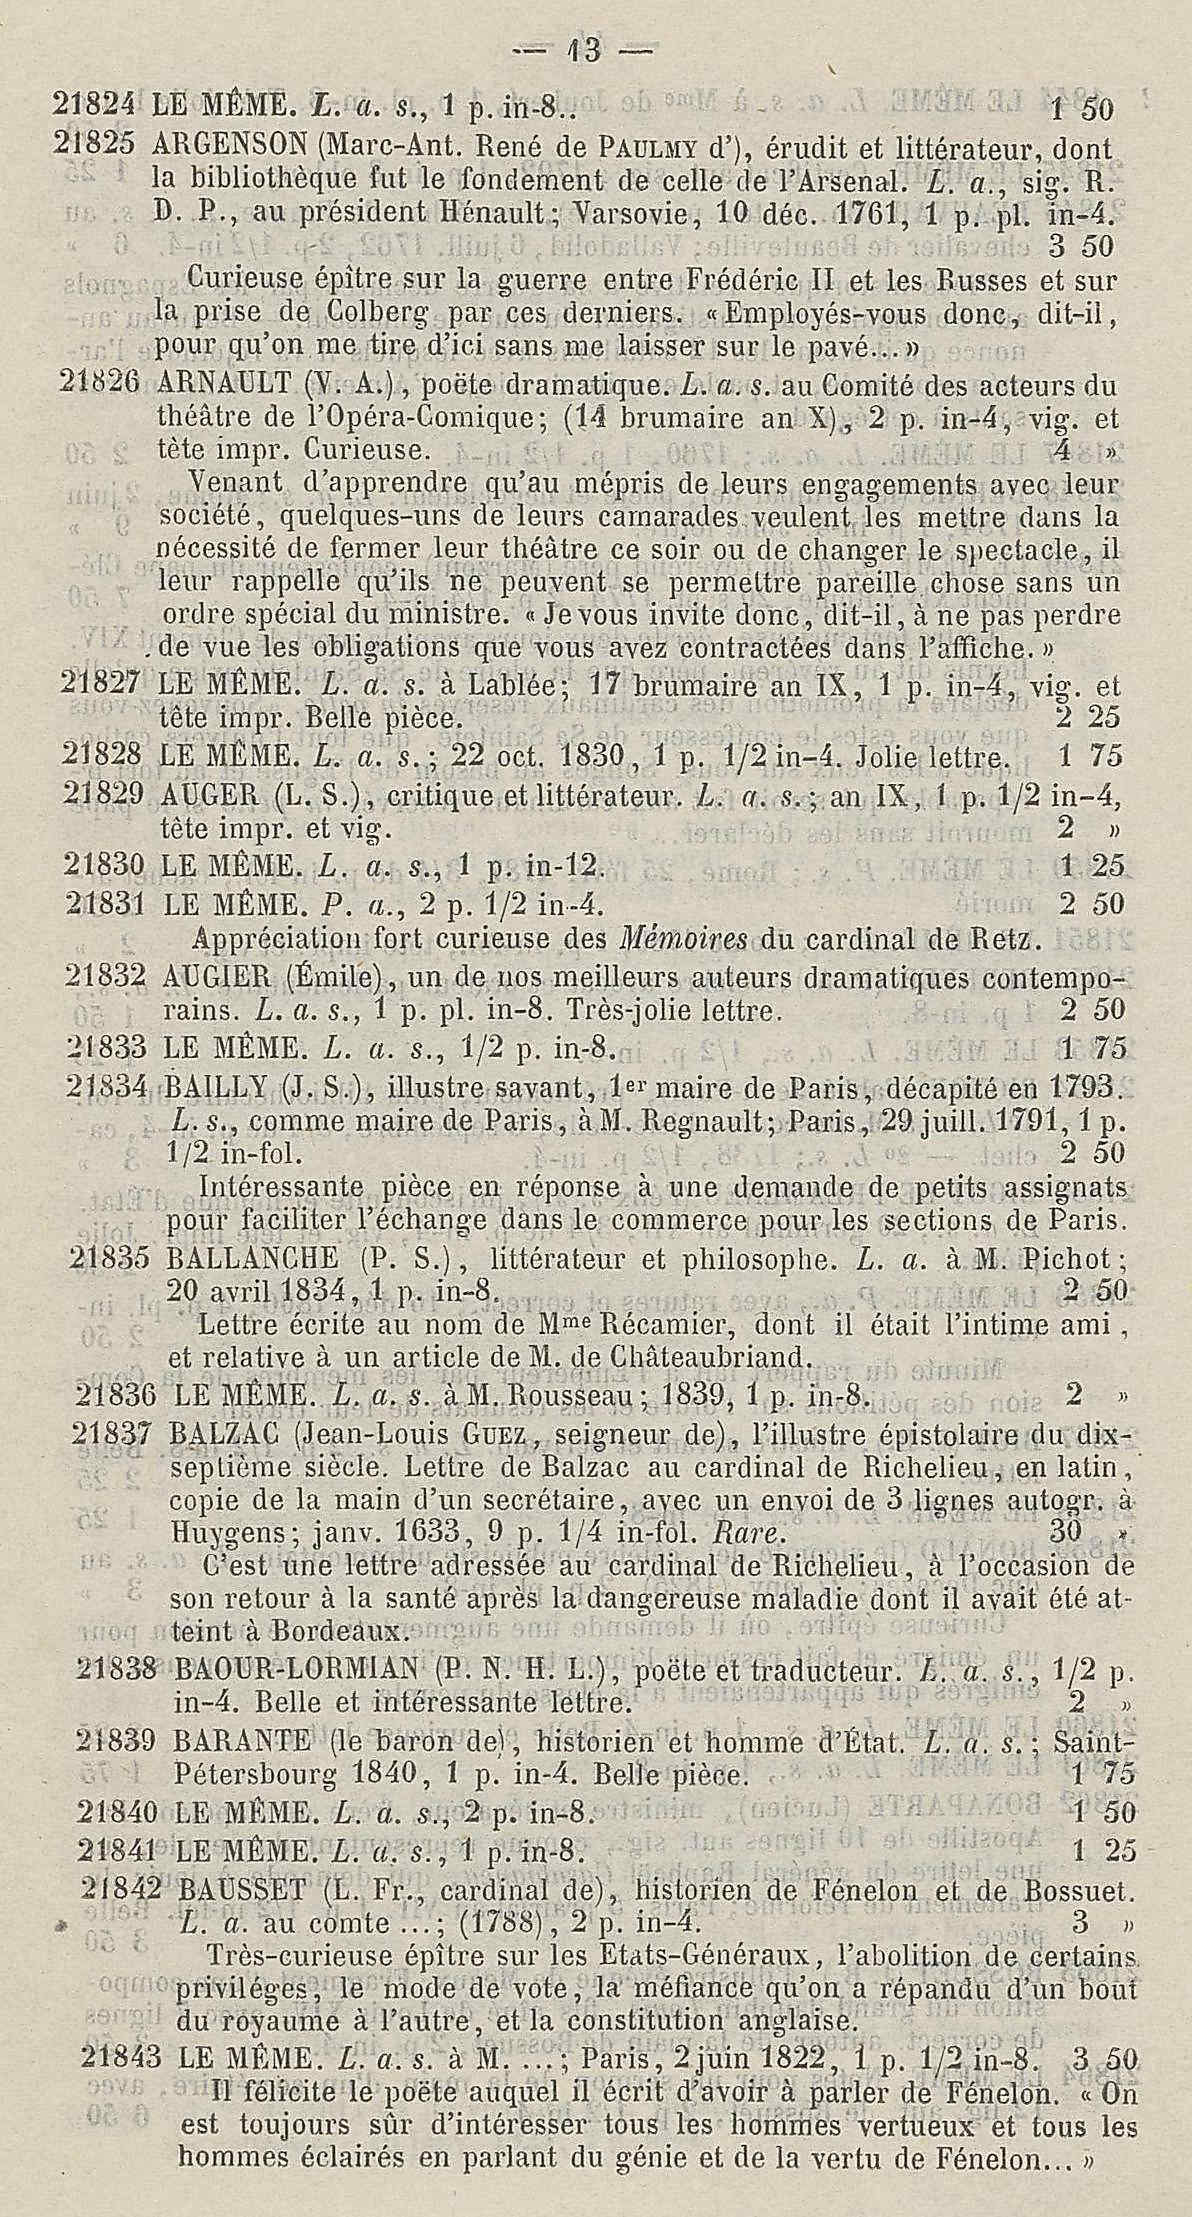 — 13 —
21824 LE MÊME. L. a. s., 1 p. in-8.. 1 50
21825 ARGENSON (Marc-Ant. René de PAULMY d'), érudit et littérateur, dont
la bibliothèque fut le fondement de celle de l'Arsenal. L. a., sig. R.
D. P., au président Hénault; Varsovie, 10 déc. 1761, 1 p. pl. in-4.
3 50
Curieuse épître sur la guerre entre Frédéric II et les Russes et sur
la prise de Colberg par ces derniers. «Employés-vous donc, dit-il,
pour qu'on me tire d'ici sans me laisser sur le pavé...»
21826 ARNAULT (V. A.), poëte dramatique. L. a. s. au Comité des acteurs du
théâtre de l'Opéra-Comique; (14 brumaire an X), 2 p. in-4, vig. et
tète impr. Curieuse. 4 »
Venant d'apprendre qu'au mépris de leurs engagements avec leur
société, quelques-uns de leurs camarades veulent les mettre dans la
nécessité de fermer leur théâtre ce soir ou de changer le spectacle, il
leur rappelle qu'ils ne peuvent se permettre pareille chose sans un
ordre spécial du ministre. « Je vous invite donc, dit-il, à ne pas perdre
de vue les obligations que vous avez contractées dans l'affiche. »
21827 LE MÊME. L. a. s. à Lablée; 17 brumaire an IX, 1 p. in-4, vig. et
tête impr. Belle pièce. 2 25
21828 LE MÊME. L. a. s.; 22 oct. 1830, 1 p. 1/2 in-4. Jolie lettre. 1 75
21829 AUGER (L. S.), critique et littérateur. L. a. s.; an IX, 1 p. 1/2 in-4,
tête impr. et vig. 2 »
21830 LE MÊME. L. a. s., 1 p. in-12. 1 25
21831 LE MÊME. P. a., 2 p. 1/2 in-4. 2 50
Appréciation fort curieuse des Mémoires du cardinal de Retz.
21832 AUGIER (Émile), un de nos meilleurs auteurs dramatiques contempo-
rains. L. a. s., 1 p. pl. in-8. Très-jolie lettre. 2 50
21833 LE MÊME. L. a. s., 1/2 p. in-8. 1 75
21834 BAILLY (J. S.), illustre savant, 1er maire de Paris, décapité en 1793.
L. s., comme maire de Paris, à M. Regnault; Paris, 29 juill. 1791, 1 p.
1/2 in-fol. 2 50
Intéressante pièce en réponse à une demande de petits assignats
pour faciliter l'échange dans le commerce pour les sections de Paris.
21835 BALLANCHE (P. S.), littérateur et philosophe. L. a. à M. Pichot;
20 avril 1834, 1 p. in-8. 2 50
Lettre écrite au nom de Mme Récamier, dont il était l'intime ami,
et relative à un article de M. de Châteaubriand.
21836 LE MÊME. L. a. s. à M. Rousseau; 1839, 1 p. in-8. 2 »
21837 BALZAC (Jean-Louis GUEZ, seigneur de), l'illustre épistolaire du dix-
septième siècle. Lettre de Balzac au cardinal de Richelieu, en latin,
copie de la main d'un secrétaire, avec un envoi de 3 lignes autogr. à
Huygens; janv. 1633, 9 p. 1/4 in-fol. Rare. 30 »
C'est une lettre adressée au cardinal de Richelieu, à l'occasion de
son retour à la santé après la dangereuse maladie dont il avait été at-
teint à Bordeaux.
21838 BAOUR-LORMIAN (P. N. H. L.), poëte et traducteur. L. a. s., 1/2 p.
in-4. Belle et intéressante lettre. 2 »
21839 BARANTE (le baron de), historien et homme d'État. L. a. s.; Saint-
Pétersbourg 1840, 1 p. in-4. Belle pièce. 1 75
21840 LE MÊME. L. a. s., 2 p. in-8. 1 50
21841 LE MÊME. L. a. s., 1 p. in-8. 1 25
21842 BAUSSET (L. Fr., cardinal de), historien de Fénelon et de Bossuet.
L. a. au comte ...; (1788), 2 p. in-4. 3 »
Très-curieuse épître sur les Etats-Généraux, l'abolition de certains
priviléges, le mode de vote, la méfiance qu'on a répandu d'un bout
du royaume à l'autre, et la constitution anglaise.
21843 LE MÊME. L. a. s. à M. ...; Paris, 2 juin 1822, 1 p. 1/2 in-8. 3 50
Il félicite le poëte auquel il écrit d'avoir à parler de Fénelon. « On
est toujours sûr d'intéresser tous les hommes vertueux et tous les
hommes éclairés en parlant du génie et de la vertu de Fénelon... »